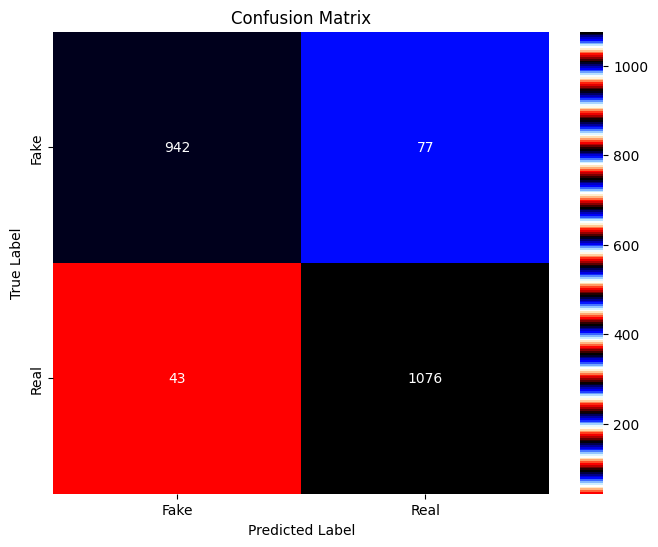 Confusion Matrix
Fake
942
77
Real
43
1076
Fake
Real
True Label
Predicted Label
1000
800
600
400
200